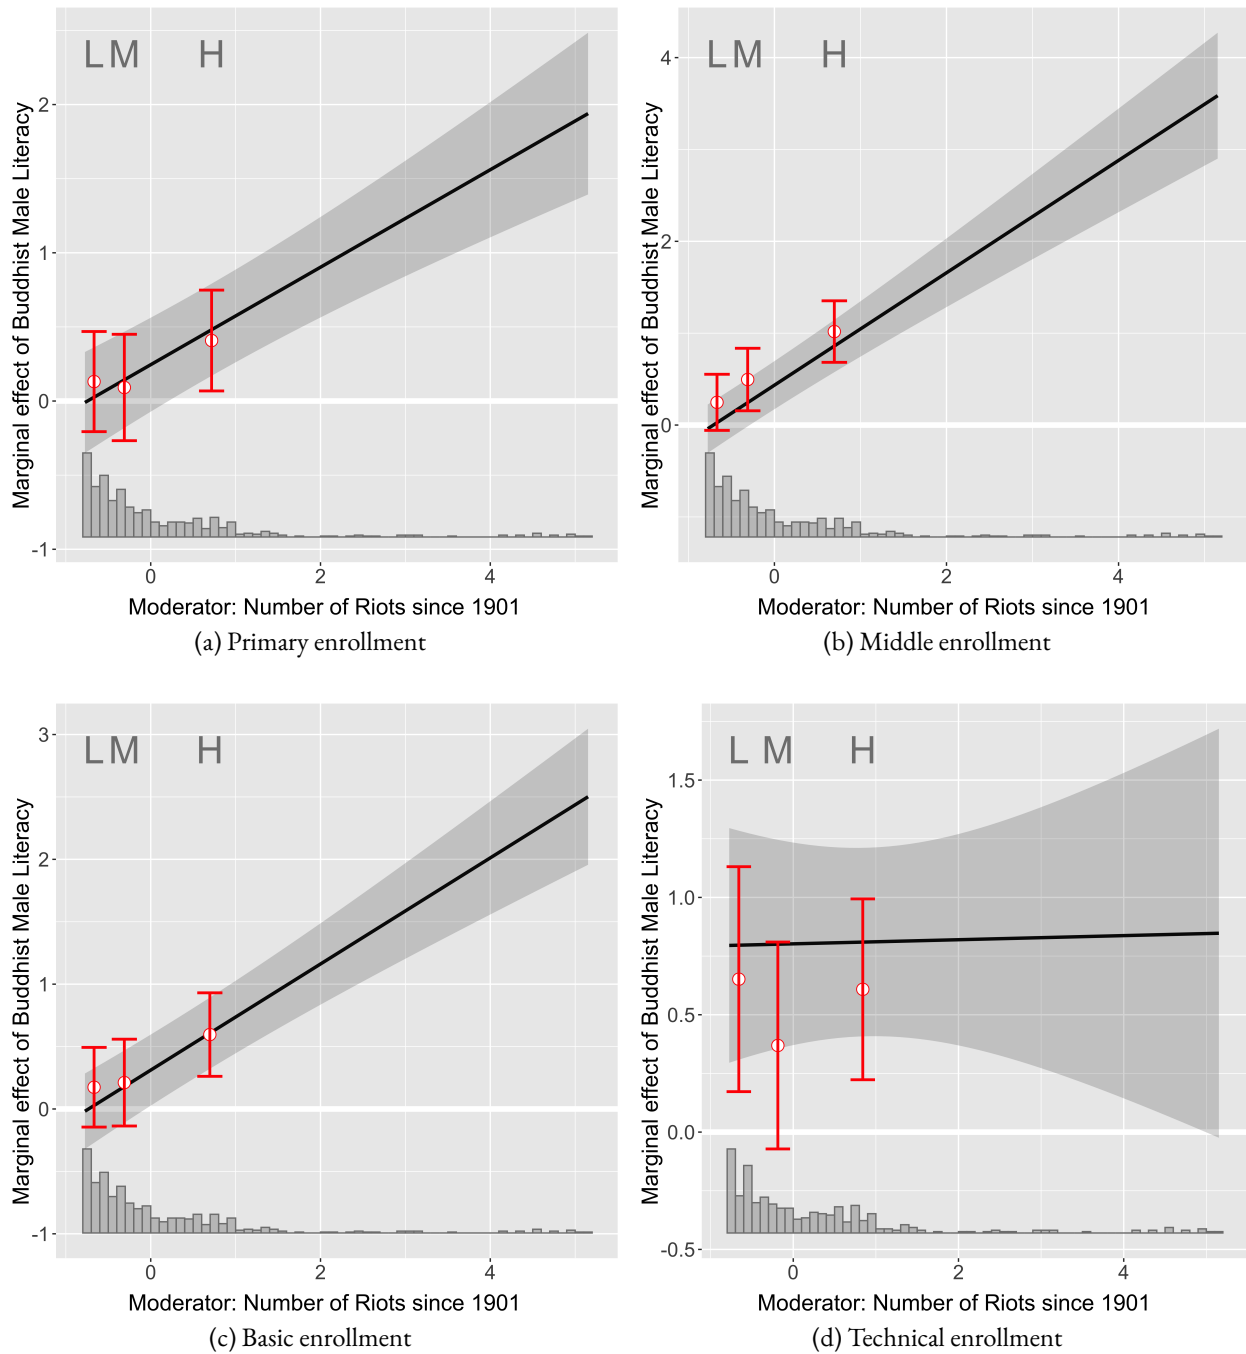 L M H
Marginal effect of Buddhist Male Literacy
2
1
0
-1
0 2 4
Moderator: Number of Riots since 1901
(a) Primary enrollment
L M H
Marginal effect of Buddhist Male Literacy
4
2
0
0 2 4
Moderator: Number of Riots since 1901
(b) Middle enrollment
L M H
Marginal effect of Buddhist Male Literacy
3
2
1
0
-1
0 2 4
Moderator: Number of Riots since 1901
(c) Basic enrollment
L M H
Marginal effect of Buddhist Male Literacy
1.5
1.0
0.5
0.0
-0.5
0 2 4
Moderator: Number of Riots since 1901
(d) Technical enrollment